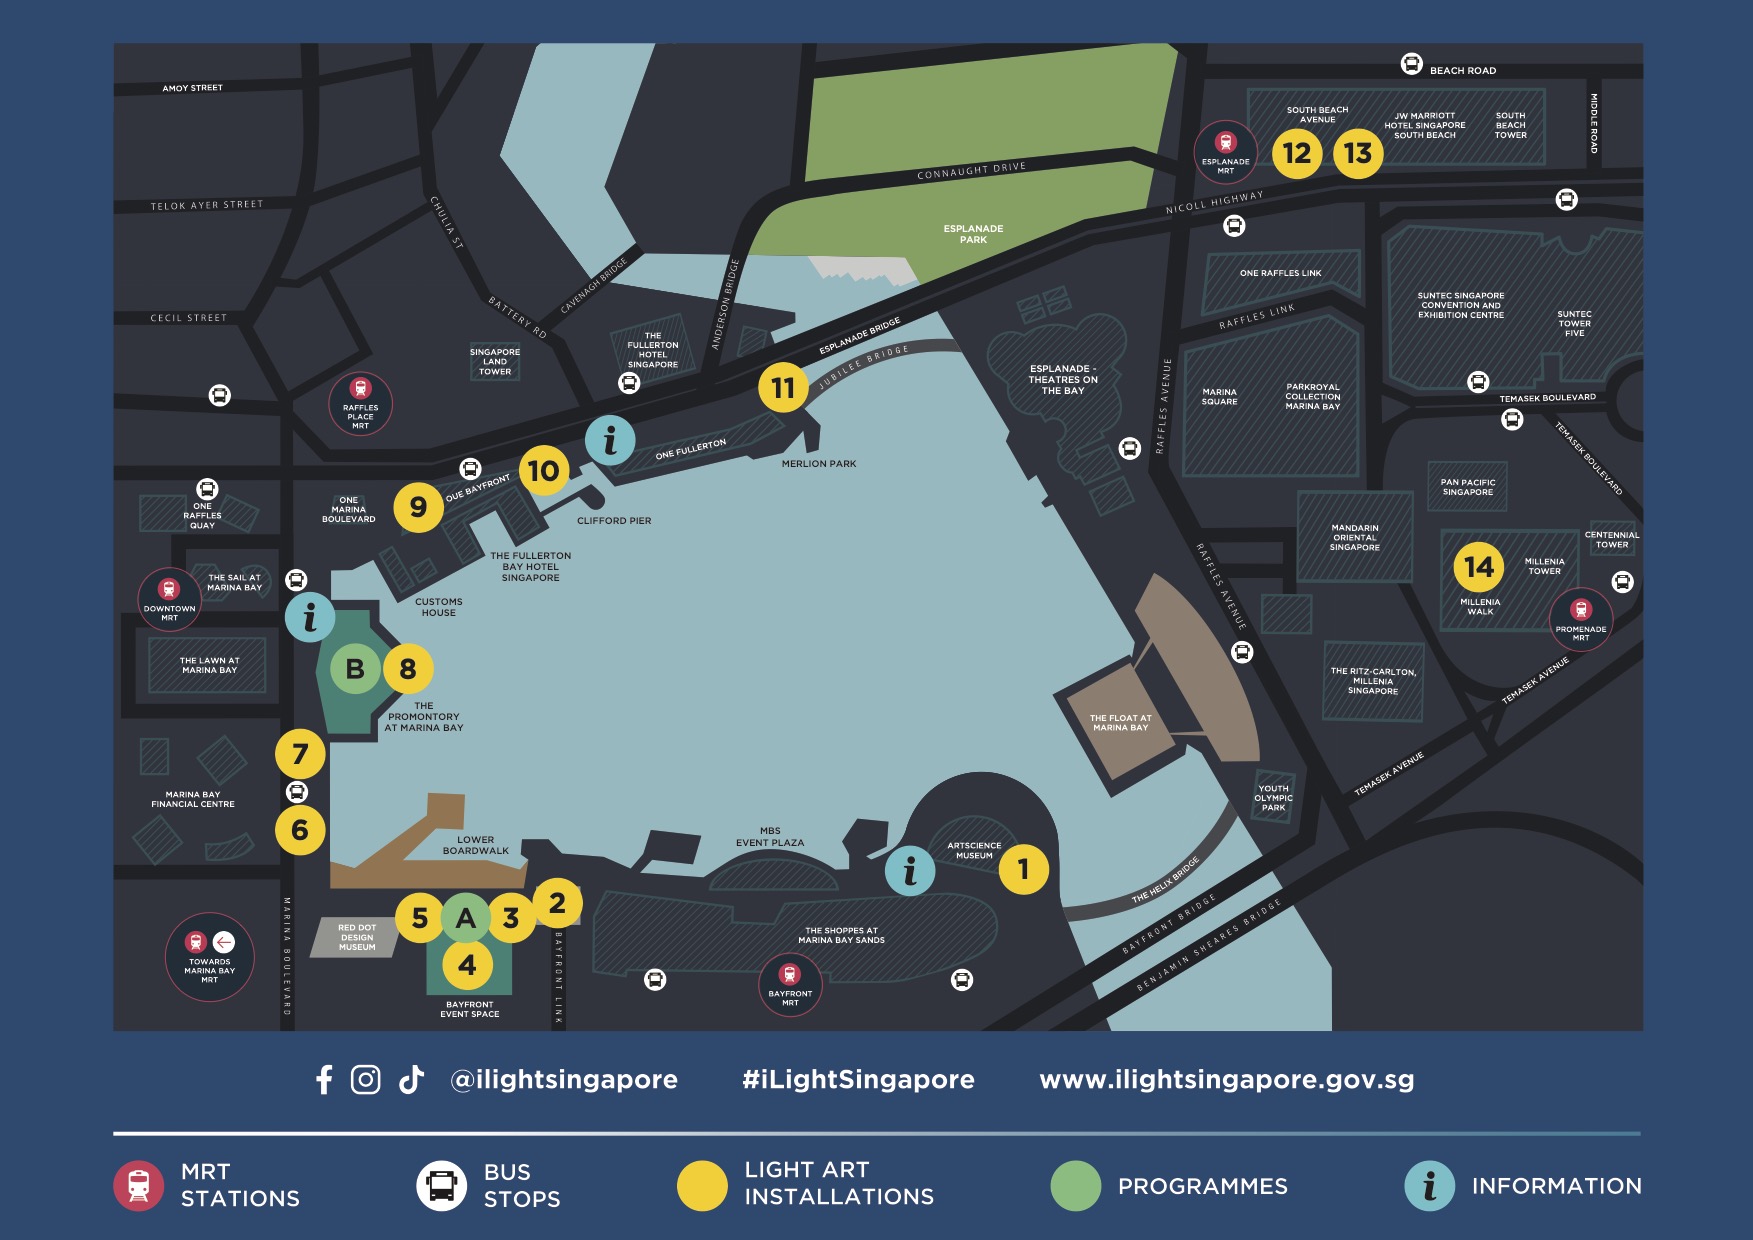 AMOY STREET
TELOK AYER STREET
CECIL STREET
CHULIA ST
BATTERY RD
CAVENAGH BRIDGE
ANDERSON BRIDGE
CONNAUGHT DRIVE
ESPLANADE
PARK
NICOLL HIGHWAY
BEACH ROAD
MIDDLE ROAD
SOUTH BEACH
AVENUE
JW MARRIOTT
HOTEL SINGAPORE
SOUTH BEACH
SOUTH
BEACH
TOWER
ESPLANADE
MRT
12
13
ONE RAFFLES LINK
RAFFLES LINK
SUNTEC SINGAPORE
CONVENTION AND
EXHIBITION CENTRE
SUNTEC
TOWER
FIVE
SINGAPORE
LAND
TOWER
THE
FULLERTON
HOTEL
SINGAPORE
ESPLANADE BRIDGE
JUBILEE BRIDGE
11
ESPLANADE -
THEATRES ON
THE BAY
RAFFLES AVENUE
MARINA
SQUARE
PARKROYAL
COLLECTION
MARINA BAY
TEMASEK BOULEVARD
TEMASEK BOULEVARD
RAFFLES
PLACE
MRT
i
ONE FULLERTON
MERLION PARK
10
9
OUE BAYFRONT
CLIFFORD PIER
ONE
MARINA
BOULEVARD
ONE
RAFFLES
QUAY
THE FULLERTON
BAY HOTEL
SINGAPORE
CUSTOMS
HOUSE
PAN PACIFIC
SINGAPORE
MANDARIN
ORIENTAL
SINGAPORE
CENTENNIAL
TOWER
14
MILLENIA
TOWER
MILLENIA
WALK
PROMENADE
MRT
RAFFLES AVENUE
THE SAIL AT
MARINA BAY
DOWNTOWN
MRT
i
THE LAWN AT
MARINA BAY
B
8
THE
PROMONTORY
AT MARINA BAY
THE RITZ-CARLTON,
MILLENIA
SINGAPORE
TEMASEK AVENUE
TEMASEK AVENUE
THE FLOAT AT
MARINA BAY
YOUTH
OLYMPIC
PARK
7
MARINA BAY
FINANCIAL CENTRE
6
LOWER
BOARDWALK
MBS
EVENT PLAZA
ARTSCIENCE
MUSEUM
i
1
THE HELIX BRIDGE
BAYFRONT BRIDGE
BENJAMIN SHEARES BRIDGE
MARINA BOULEVARD
RED DOT
DESIGN
MUSEUM
5
A
3
2
4
BAYFRONT
EVENT SPACE
BAYFRONT LINK
THE SHOPPES AT
MARINA BAY SANDS
BAYFRONT
MRT
TOWARDS
MARINA BAY
MRT
@ilightsingapore
#iLightSingapore
www.ilightsingapore.gov.sg
MRT
STATIONS
BUS
STOPS
LIGHT ART
INSTALLATIONS
PROGRAMMES
i
INFORMATION